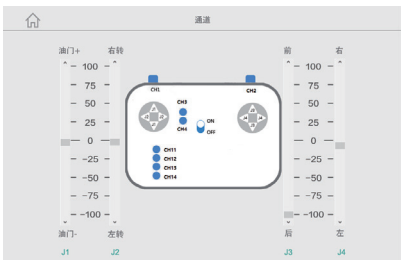 通道
油门+ 右转 前 右
100 100
75 75
50 50
25 25
0 0
-25 -25
-50 -50
-75 -75
-100 -100
油门- 左转 后 左
J1 J2 J3 J4
CH1 CH2
CH3
CH4
ON
OFF
CH11
CH12
CH13
CH14